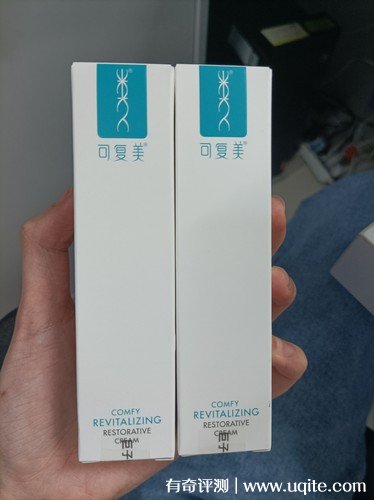 可复美®
可复美®
COMFY
REVITALIZING
RESTORATIVE
CREAM
COMFY
REVITALIZING
RESTORATIVE
CREAM
有奇评测 | www.uqite.com